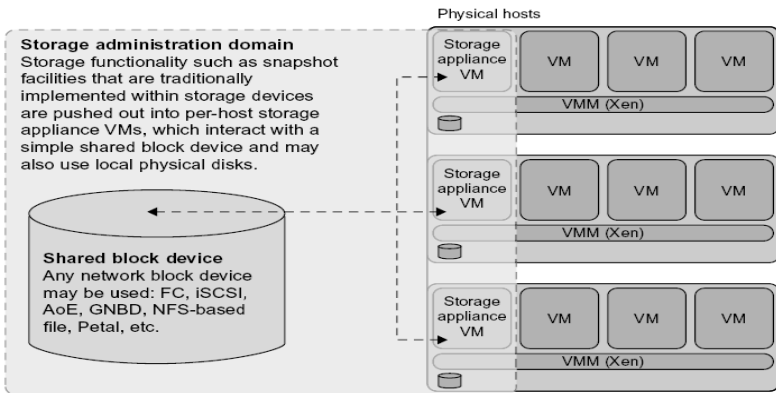 Physical hosts
Storage administration domain
Storage functionality such as snapshot
facilities that are traditionally
implemented within storage devices
are pushed out into per-host storage
appliance VMs, which interact with a
simple shared block device and may
also use local physical disks.
Shared block device
Any network block device
may be used: FC, iSCSI,
AoE, GNBD, NFS-based
file, Petal, etc.
Storage
appliance
VM
VM
VM
VM
VMM (Xen)
Storage
appliance
VM
VM
VM
VM
VMM (Xen)
Storage
appliance
VM
VM
VM
VM
VMM (Xen)